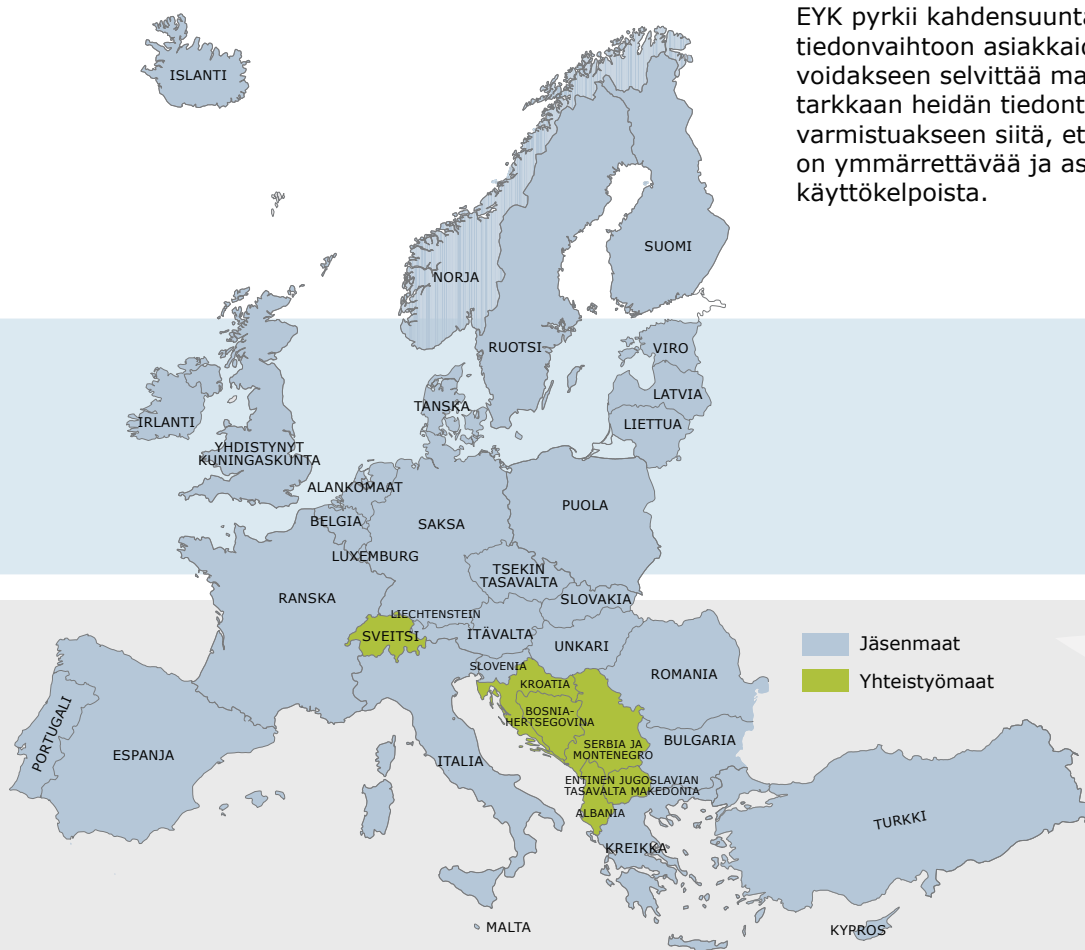 EYK pyrkii kahdensuunta
tiedonvaihtoon asiakkaid
voidakseen selvittää ma
tarkkaan heidän tiedont
varmistuakseen siitä, et
on ymmärrettävää ja as
käyttökelpoista.
ISLANTI
SUOMI
NORJA
RUOTSI
VIRO
LATVIA
TANSKA
LIETTUA
IRLANTI
YHDISTYNYT
KUNINGASKUNTA
ALANKOMAAT
PUOLA
BELGIA
SAKSA
LUXEMBURG
TSEKIN
TASAVALTA
RANSKA
SLOVAKIA
LIECHTENSTEIN
SVEITSI
ITÄVALTA
UNKARI
Jäsenmaat
SLOVENIA
ROMANIA
KROATIA
Yhteistyömaat
BOSNIA-
HERTSEGOVINA
PORTUGALI
ESPANJA
ITALIA
SERBIA JA
MONTENEGRO
BULGARIA
ENTINEN JUGOSLAVIAN
TASAVALTA MAKEDONIA
ALBANIA
TURKKI
KREIKKA
MALTA
KYPROS